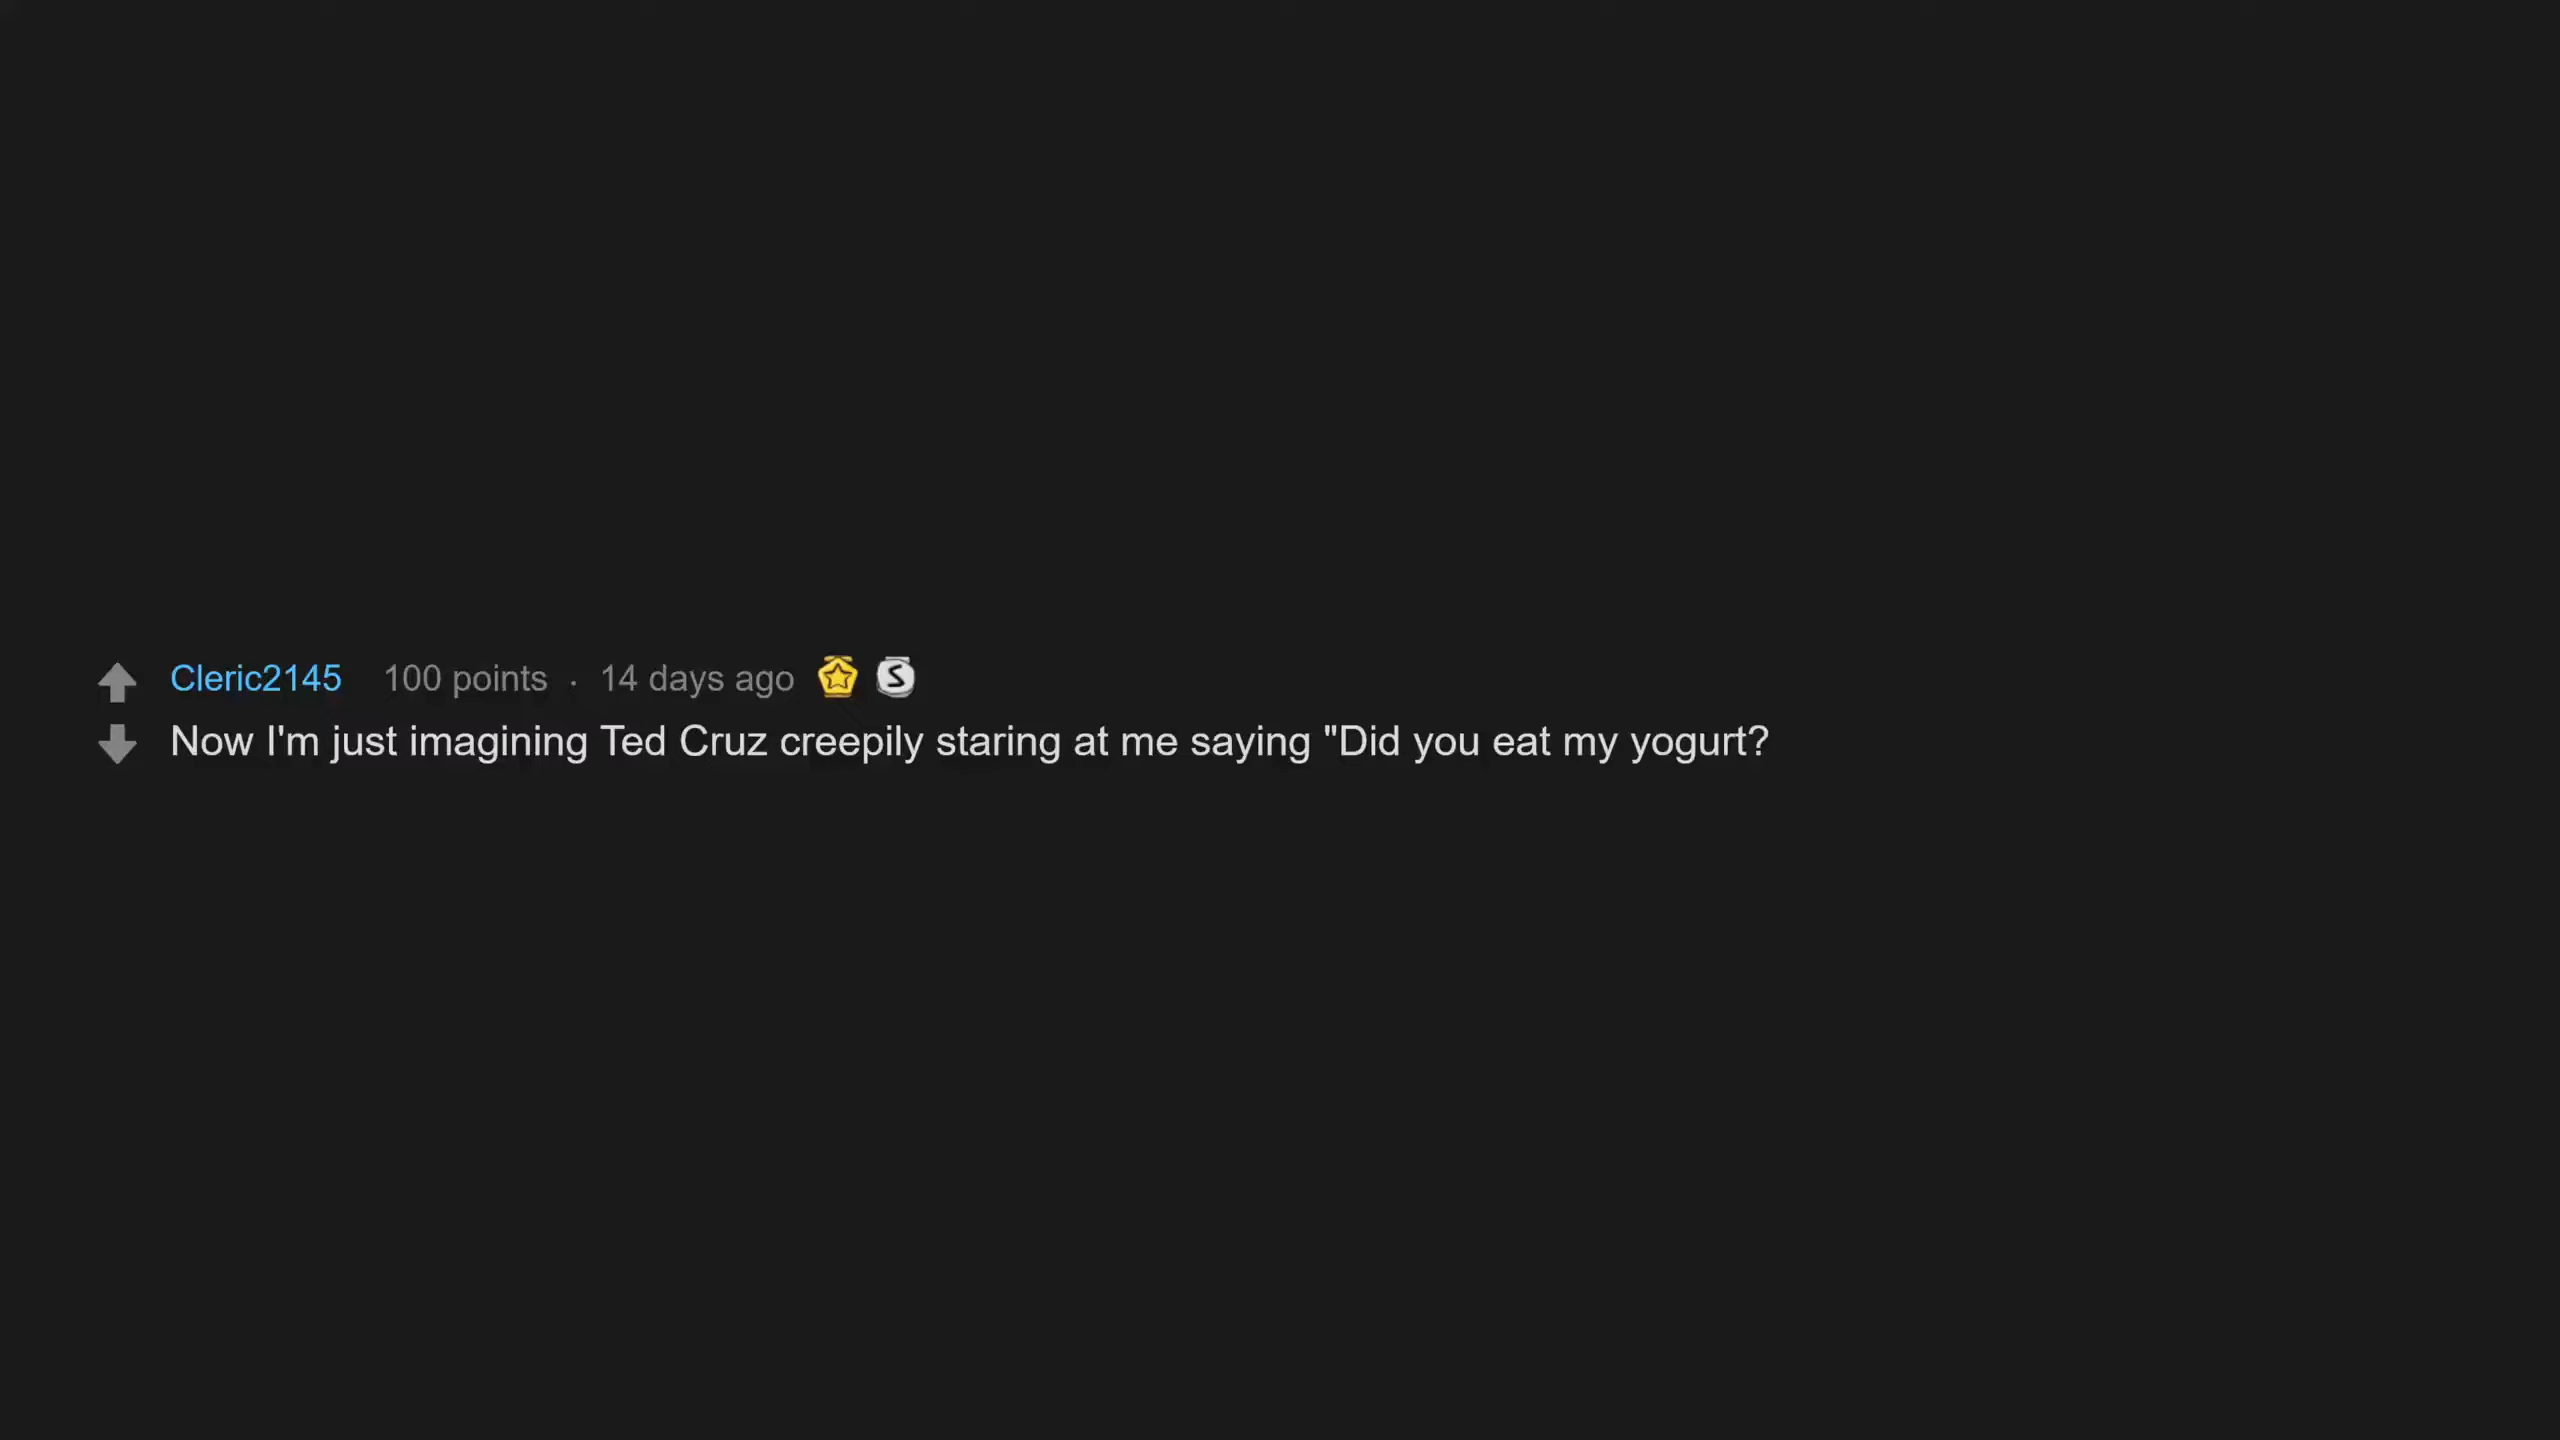 Cleric2145 100 points · 14 days ago
Now I'm just imagining Ted Cruz creepily staring at me saying "Did you eat my yogurt?